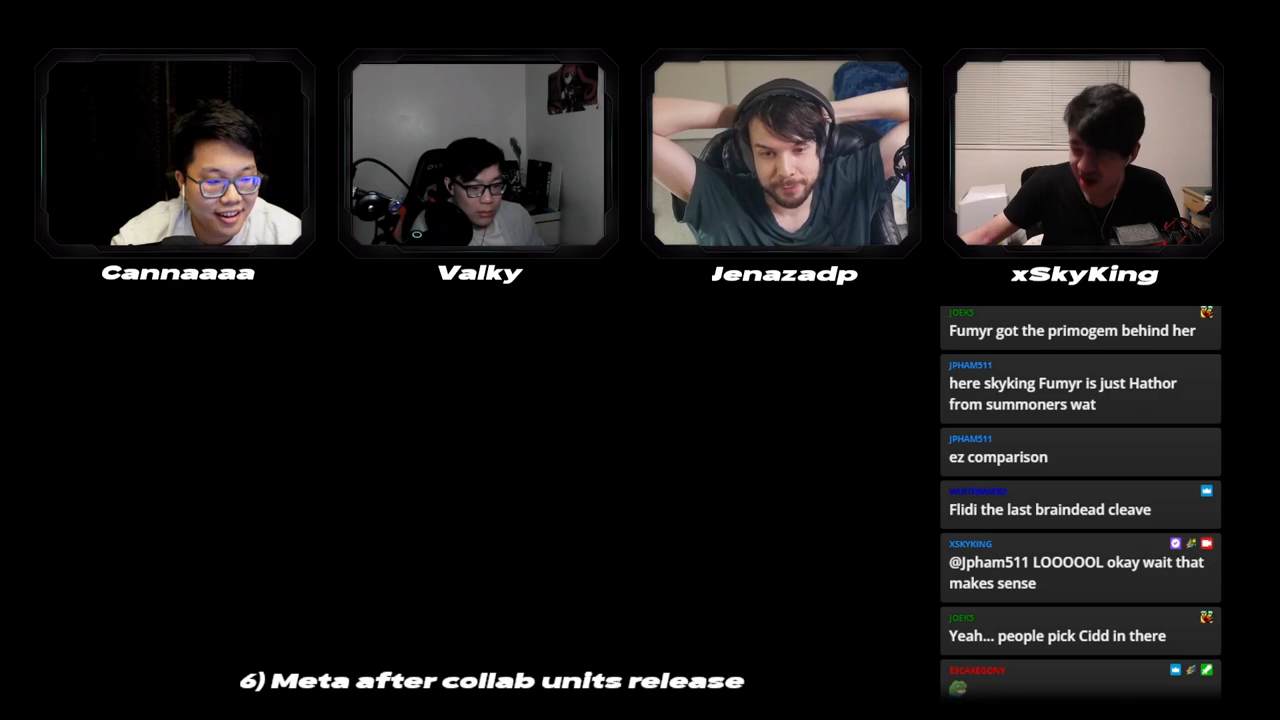 Cannaaaa
Valky
Jenazadp
xSkyKing
JOEK5
Fumyr got the primogem behind her
JPHAM511
here skyking Fumyr is just Hathor
from summoners wat
JPHAM511
ez comparison
Flidi the last braindead cleave
XSKYKING
@Jpham511 LOOOOOL okay wait that
makes sense
JOEK5
Yeah... people pick Cidd in there
ESCAXEGONY
6) Meta after collab units release